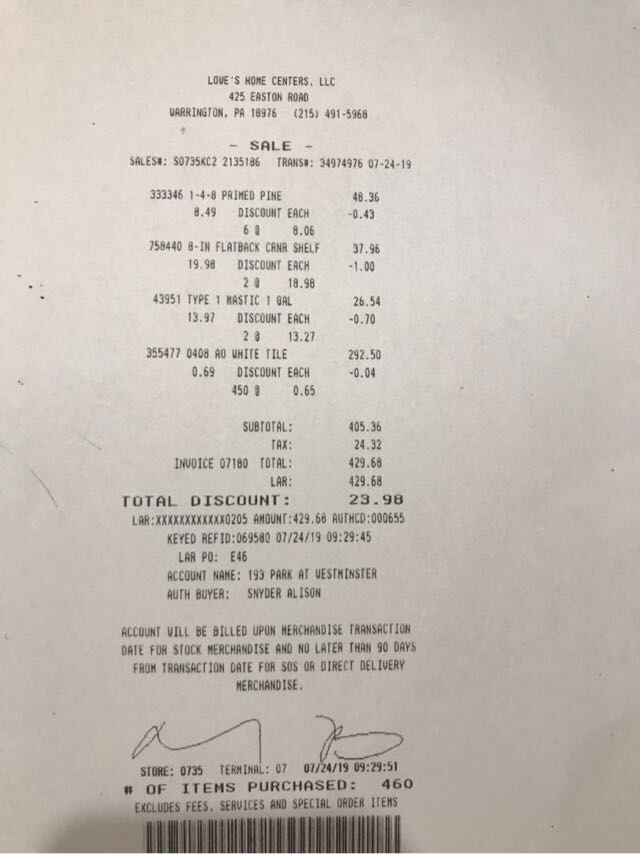 LOWE'S HOME CENTERS, LLC
425 EASTON ROAD
WARRINGTON, PA 18976 (215) 491-5968
- SALE -
SALES#: S0735KC2 2135186 TRANS#: 34974976 07-24-19
333346 1-4-8 PRIMED PINE 48.36
8.49 DISCOUNT EACH -0.43
6 @ 8.06
758440 8-IN FLATBACK CRNR SHELF 37.96
19.98 DISCOUNT EACH -1.00
2 @ 18.98
43951 TYPE 1 MASTIC 1 GAL 26.54
13.97 DISCOUNT EACH -0.70
2 @ 13.27
355477 0408 AO WHITE TILE 292.50
0.69 DISCOUNT EACH -0.04
450 @ 0.65
SUBTOTAL: 405.36
TAX: 24.32
INVOICE 07180 TOTAL: 429.68
LAR: 429.68
TOTAL DISCOUNT: 23.98
LAR:XXXXXXXXXXXX0205 AMOUNT:429.68 AUTHCD:000655
KEYED REFID:069580 07/24/19 09:29:45
LAR PO: E46
ACCOUNT NAME: 193 PARK AT WESTMINSTER
AUTH BUYER: SNYDER ALISON
ACCOUNT WILL BE BILLED UPON MERCHANDISE TRANSACTION
DATE FOR STOCK MERCHANDISE AND NO LATER THAN 90 DAYS
FROM TRANSACTION DATE FOR SOS OR DIRECT DELIVERY
MERCHANDISE.
STORE: 0735 TERMINAL: 07 07/24/19 09:29:51
# OF ITEMS PURCHASED: 460
EXCLUDES FEES, SERVICES AND SPECIAL ORDER ITEMS